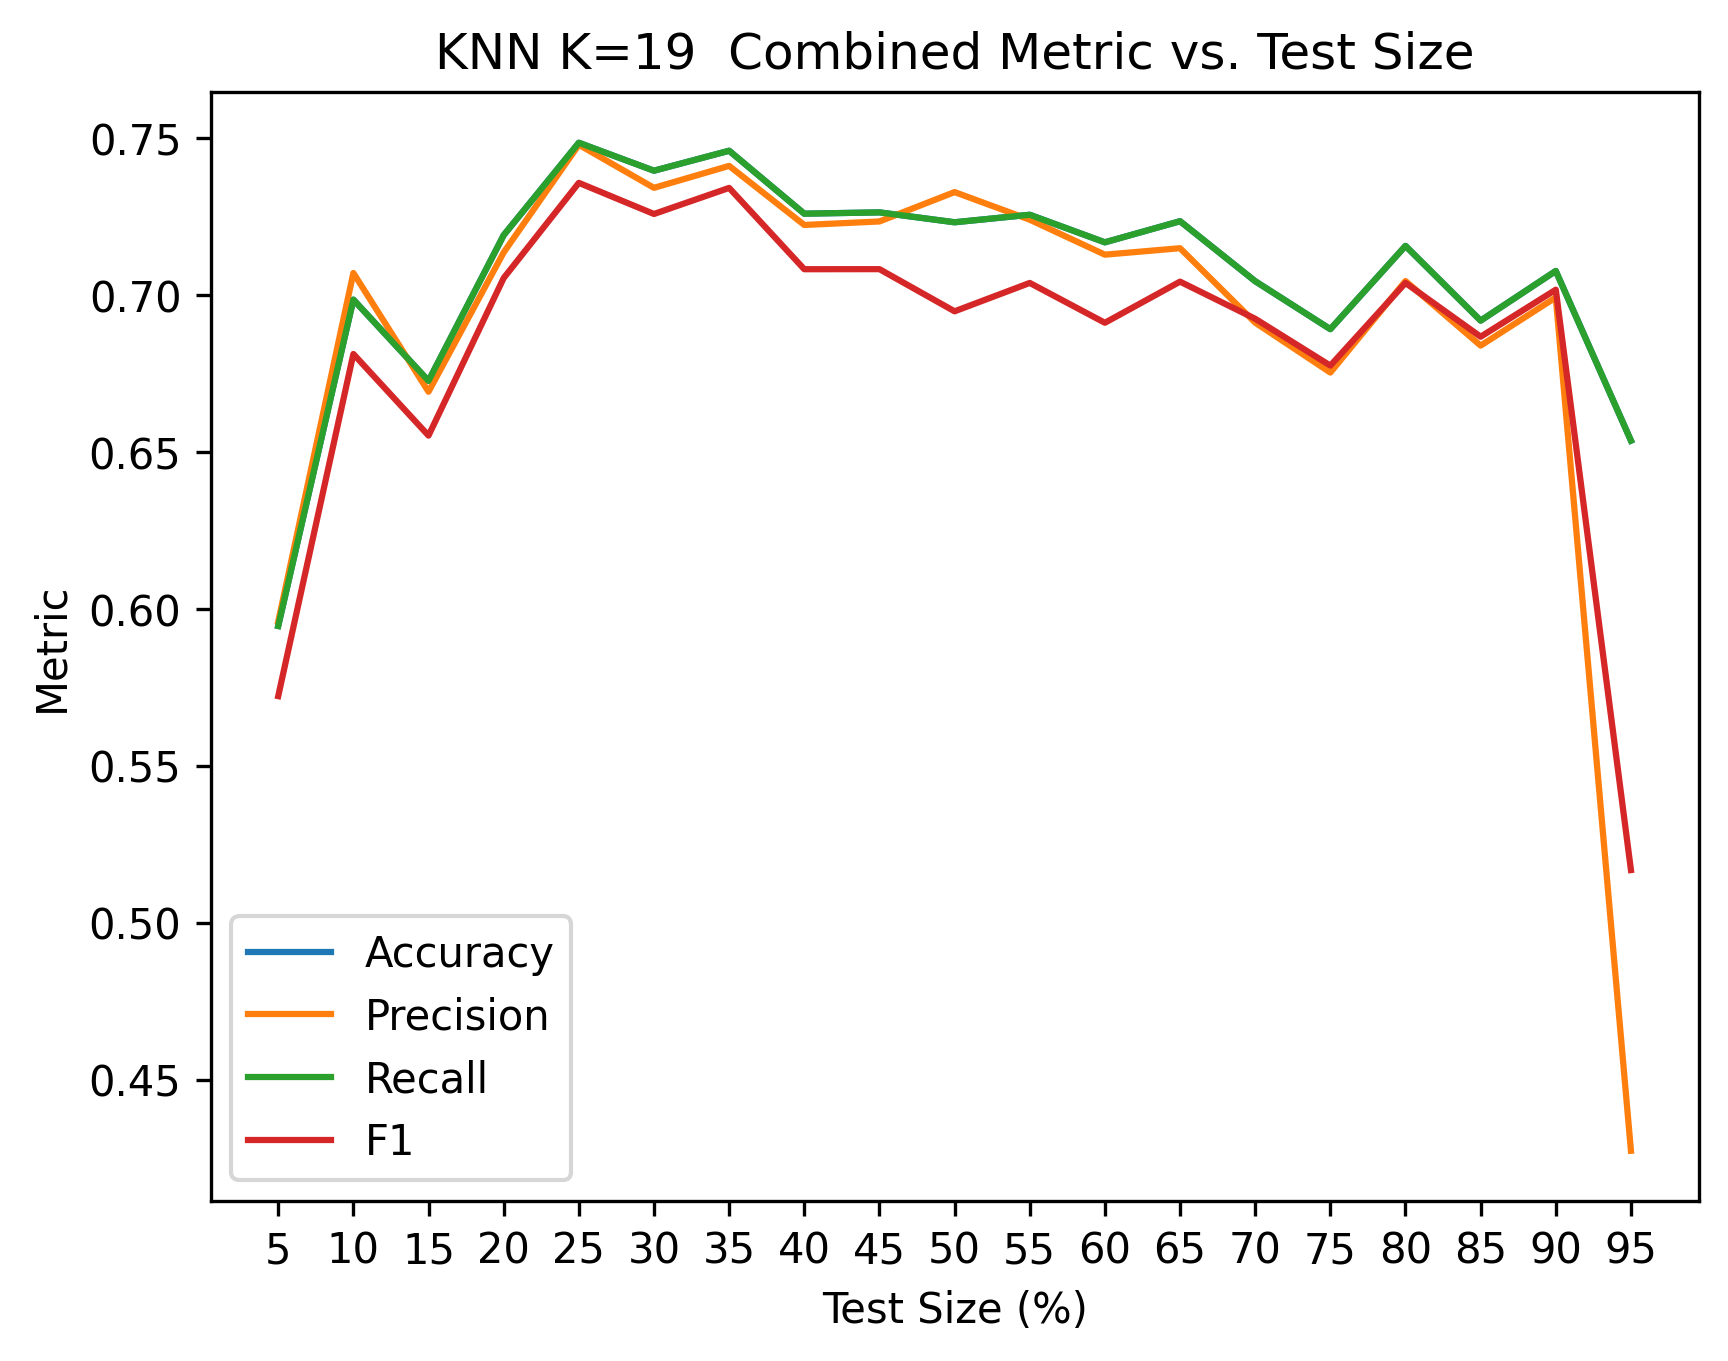 KNN K=19  Combined Metric vs. Test Size
0.75
0.70
0.65
0.60
0.55
0.50
0.45
Metric
Accuracy
Precision
Recall
F1
5 10 15 20 25 30 35 40 45 50 55 60 65 70 75 80 85 90 95
Test Size (%)